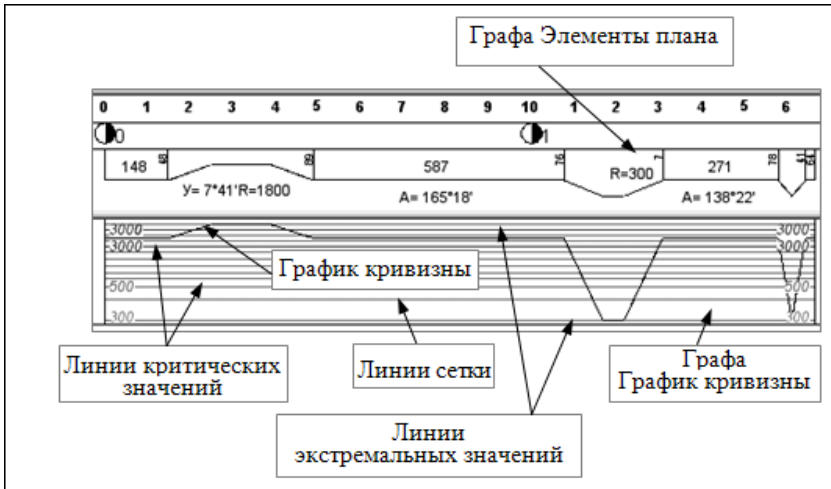 Графа Элементы плана
0 1 2 3 4 5 6 7 8 9 10 1 2 3 4 5 6
0 1
148 48 89 587 76 R=300 7 271 78 41 64
У= 7°41'R=1800 А= 165°18' А= 138°22'
3000 3000
3000 3000
График кривизны
500 500
300 300
Линии критических
значений
Линии сетки
Графа
График кривизны
Линии
экстремальных значений